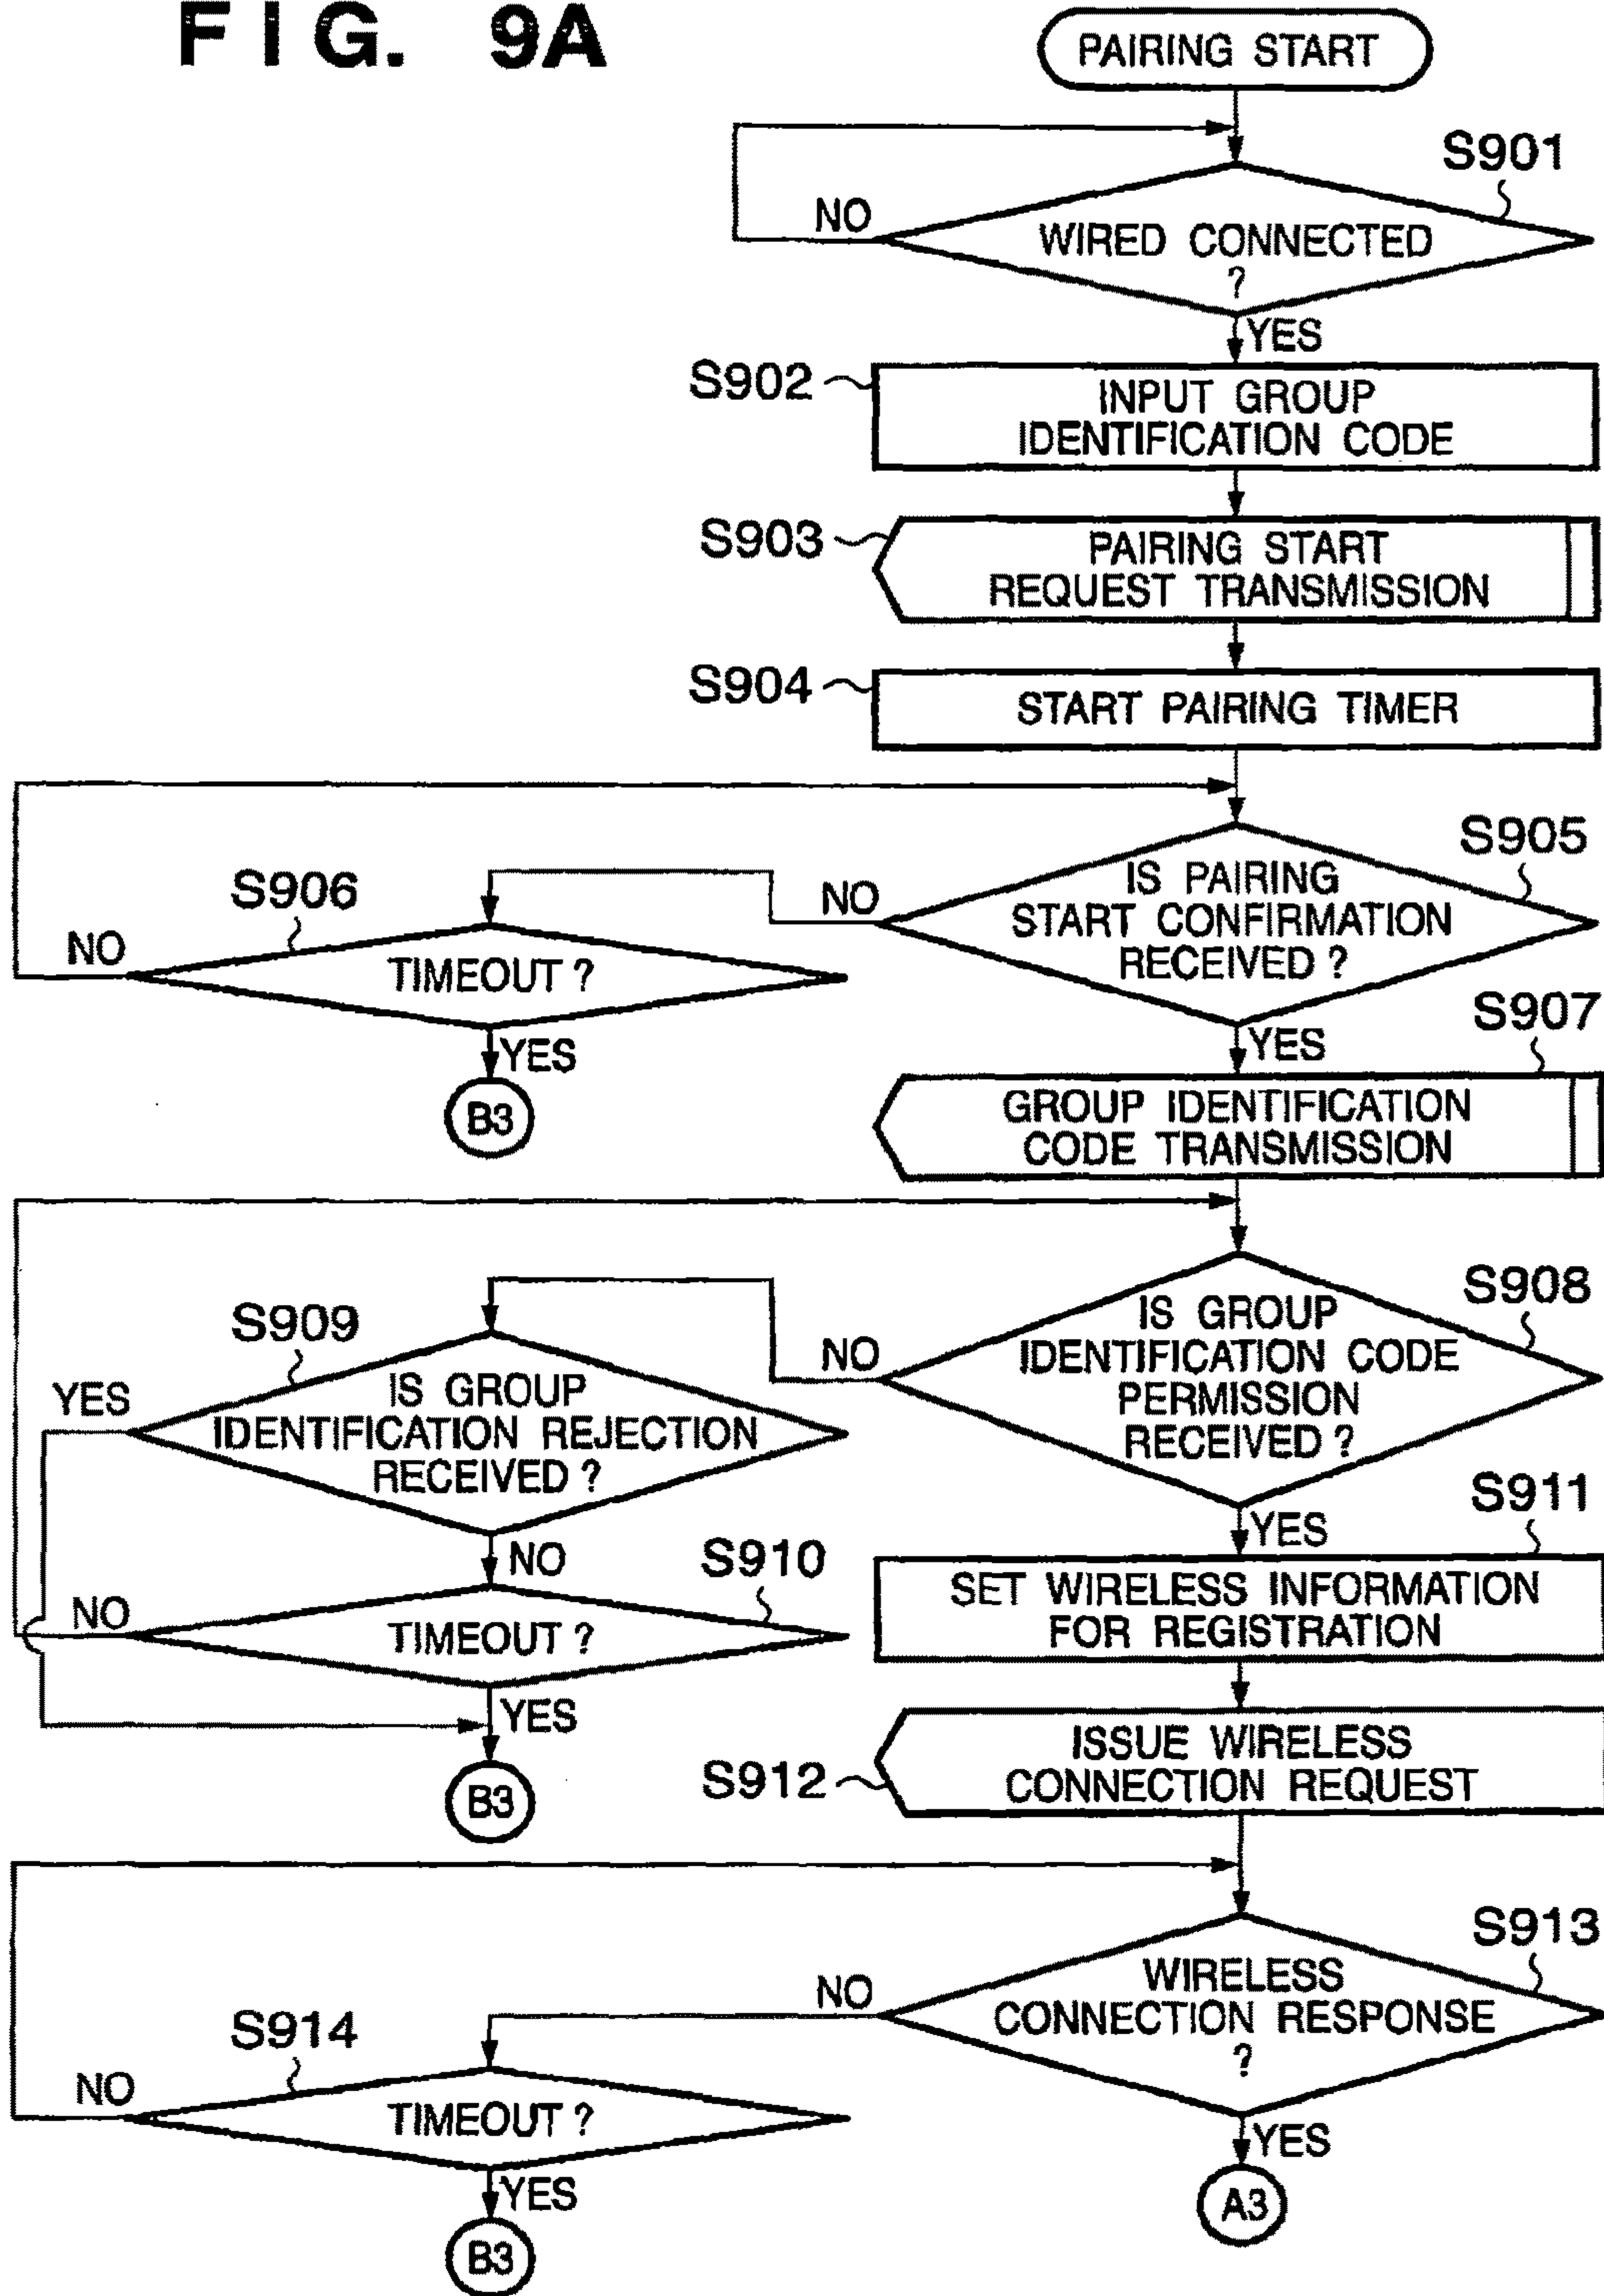 FIG. 9A
PAIRING START
S901
NO
WIRED CONNECTED
?
YES
S902
INPUT GROUP
IDENTIFICATION CODE
S903
PAIRING START
REQUEST TRANSMISSION
S904
START PAIRING TIMER
S905
IS PAIRING
START CONFIRMATION
RECEIVED ?
NO
S906
NO
TIMEOUT ?
YES
B3
YES
S907
GROUP IDENTIFICATION
CODE TRANSMISSION
S908
IS GROUP
IDENTIFICATION CODE
PERMISSION
RECEIVED ?
NO
S909
YES
IS GROUP
IDENTIFICATION REJECTION
RECEIVED ?
NO
S910
NO
TIMEOUT ?
YES
B3
YES
S911
SET WIRELESS INFORMATION
FOR REGISTRATION
S912
ISSUE WIRELESS
CONNECTION REQUEST
S913
WIRELESS
CONNECTION RESPONSE
?
NO
S914
NO
TIMEOUT ?
YES
B3
YES
A3